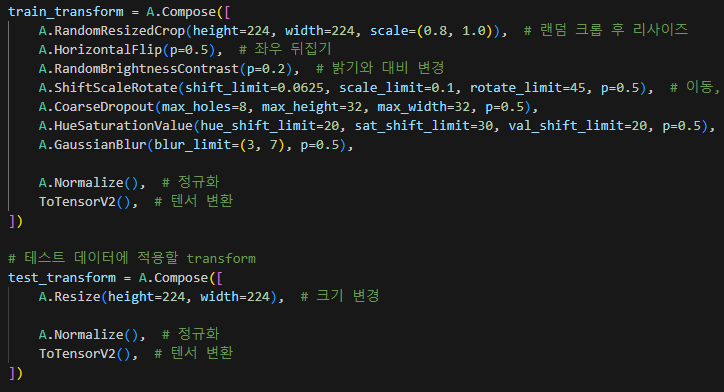 train_transform = A.Compose([
    A.RandomResizedCrop(height=224, width=224, scale=(0.8, 1.0)),  # 랜덤 크롭 후 리사이즈
    A.HorizontalFlip(p=0.5),  # 좌우 뒤집기
    A.RandomBrightnessContrast(p=0.2),  # 밝기와 대비 변경
    A.ShiftScaleRotate(shift_limit=0.0625, scale_limit=0.1, rotate_limit=45, p=0.5),  # 이동,
    A.CoarseDropout(max_holes=8, max_height=32, max_width=32, p=0.5),
    A.HueSaturationValue(hue_shift_limit=20, sat_shift_limit=30, val_shift_limit=20, p=0.5),
    A.GaussianBlur(blur_limit=(3, 7), p=0.5),
    A.Normalize(),  # 정규화
    ToTensorV2(),  # 텐서 변환
])
# 테스트 데이터에 적용할 transform
test_transform = A.Compose([
    A.Resize(height=224, width=224),  # 크기 변경
    A.Normalize(),  # 정규화
    ToTensorV2(),  # 텐서 변환
])